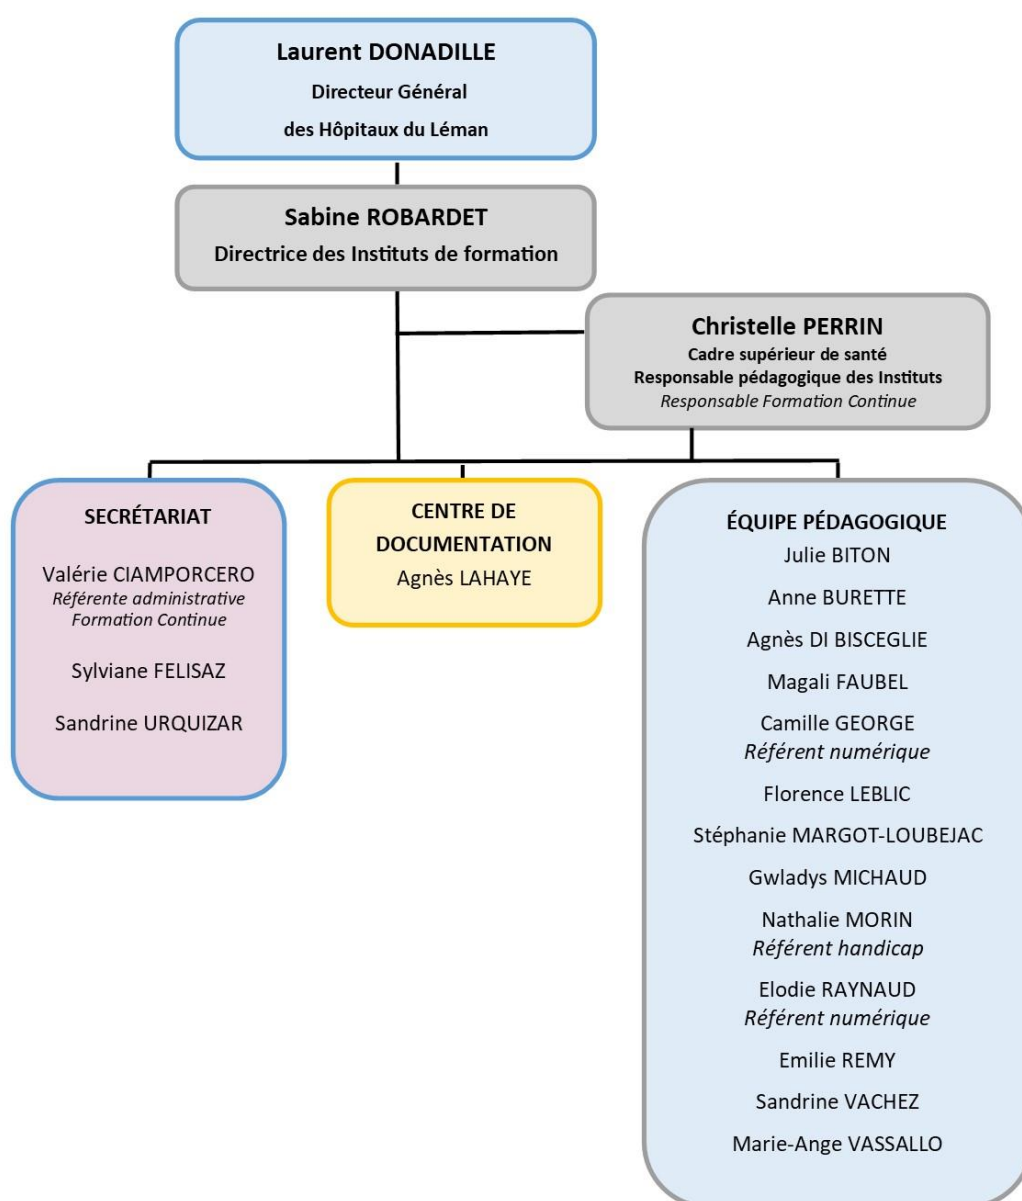 Laurent DONADILLE
Directeur Général
des Hôpitaux du Léman
Sabine ROBARDET
Directrice des Instituts de formation
Christelle PERRIN
Cadre supérieur de santé
Responsable pédagogique des Instituts
Responsable Formation Continue
SECRÉTARIAT
Valérie CIAMPORCERO
Référente administrative
Formation Continue
Sylviane FELISAZ
Sandrine URQUIZAR
CENTRE DE
DOCUMENTATION
Agnès LAHAYE
ÉQUIPE PÉDAGOGIQUE
Julie BITON
Anne BURETTE
Agnès DI BISCEGLIE
Magali FAUBEL
Camille GEORGE
Référent numérique
Florence LEBLIC
Stéphanie MARGOT-LOUBEJAC
Gwladys MICHAUD
Nathalie MORIN
Référent handicap
Elodie RAYNAUD
Référent numérique
Emilie REMY
Sandrine VACHEZ
Marie-Ange VASSALLO